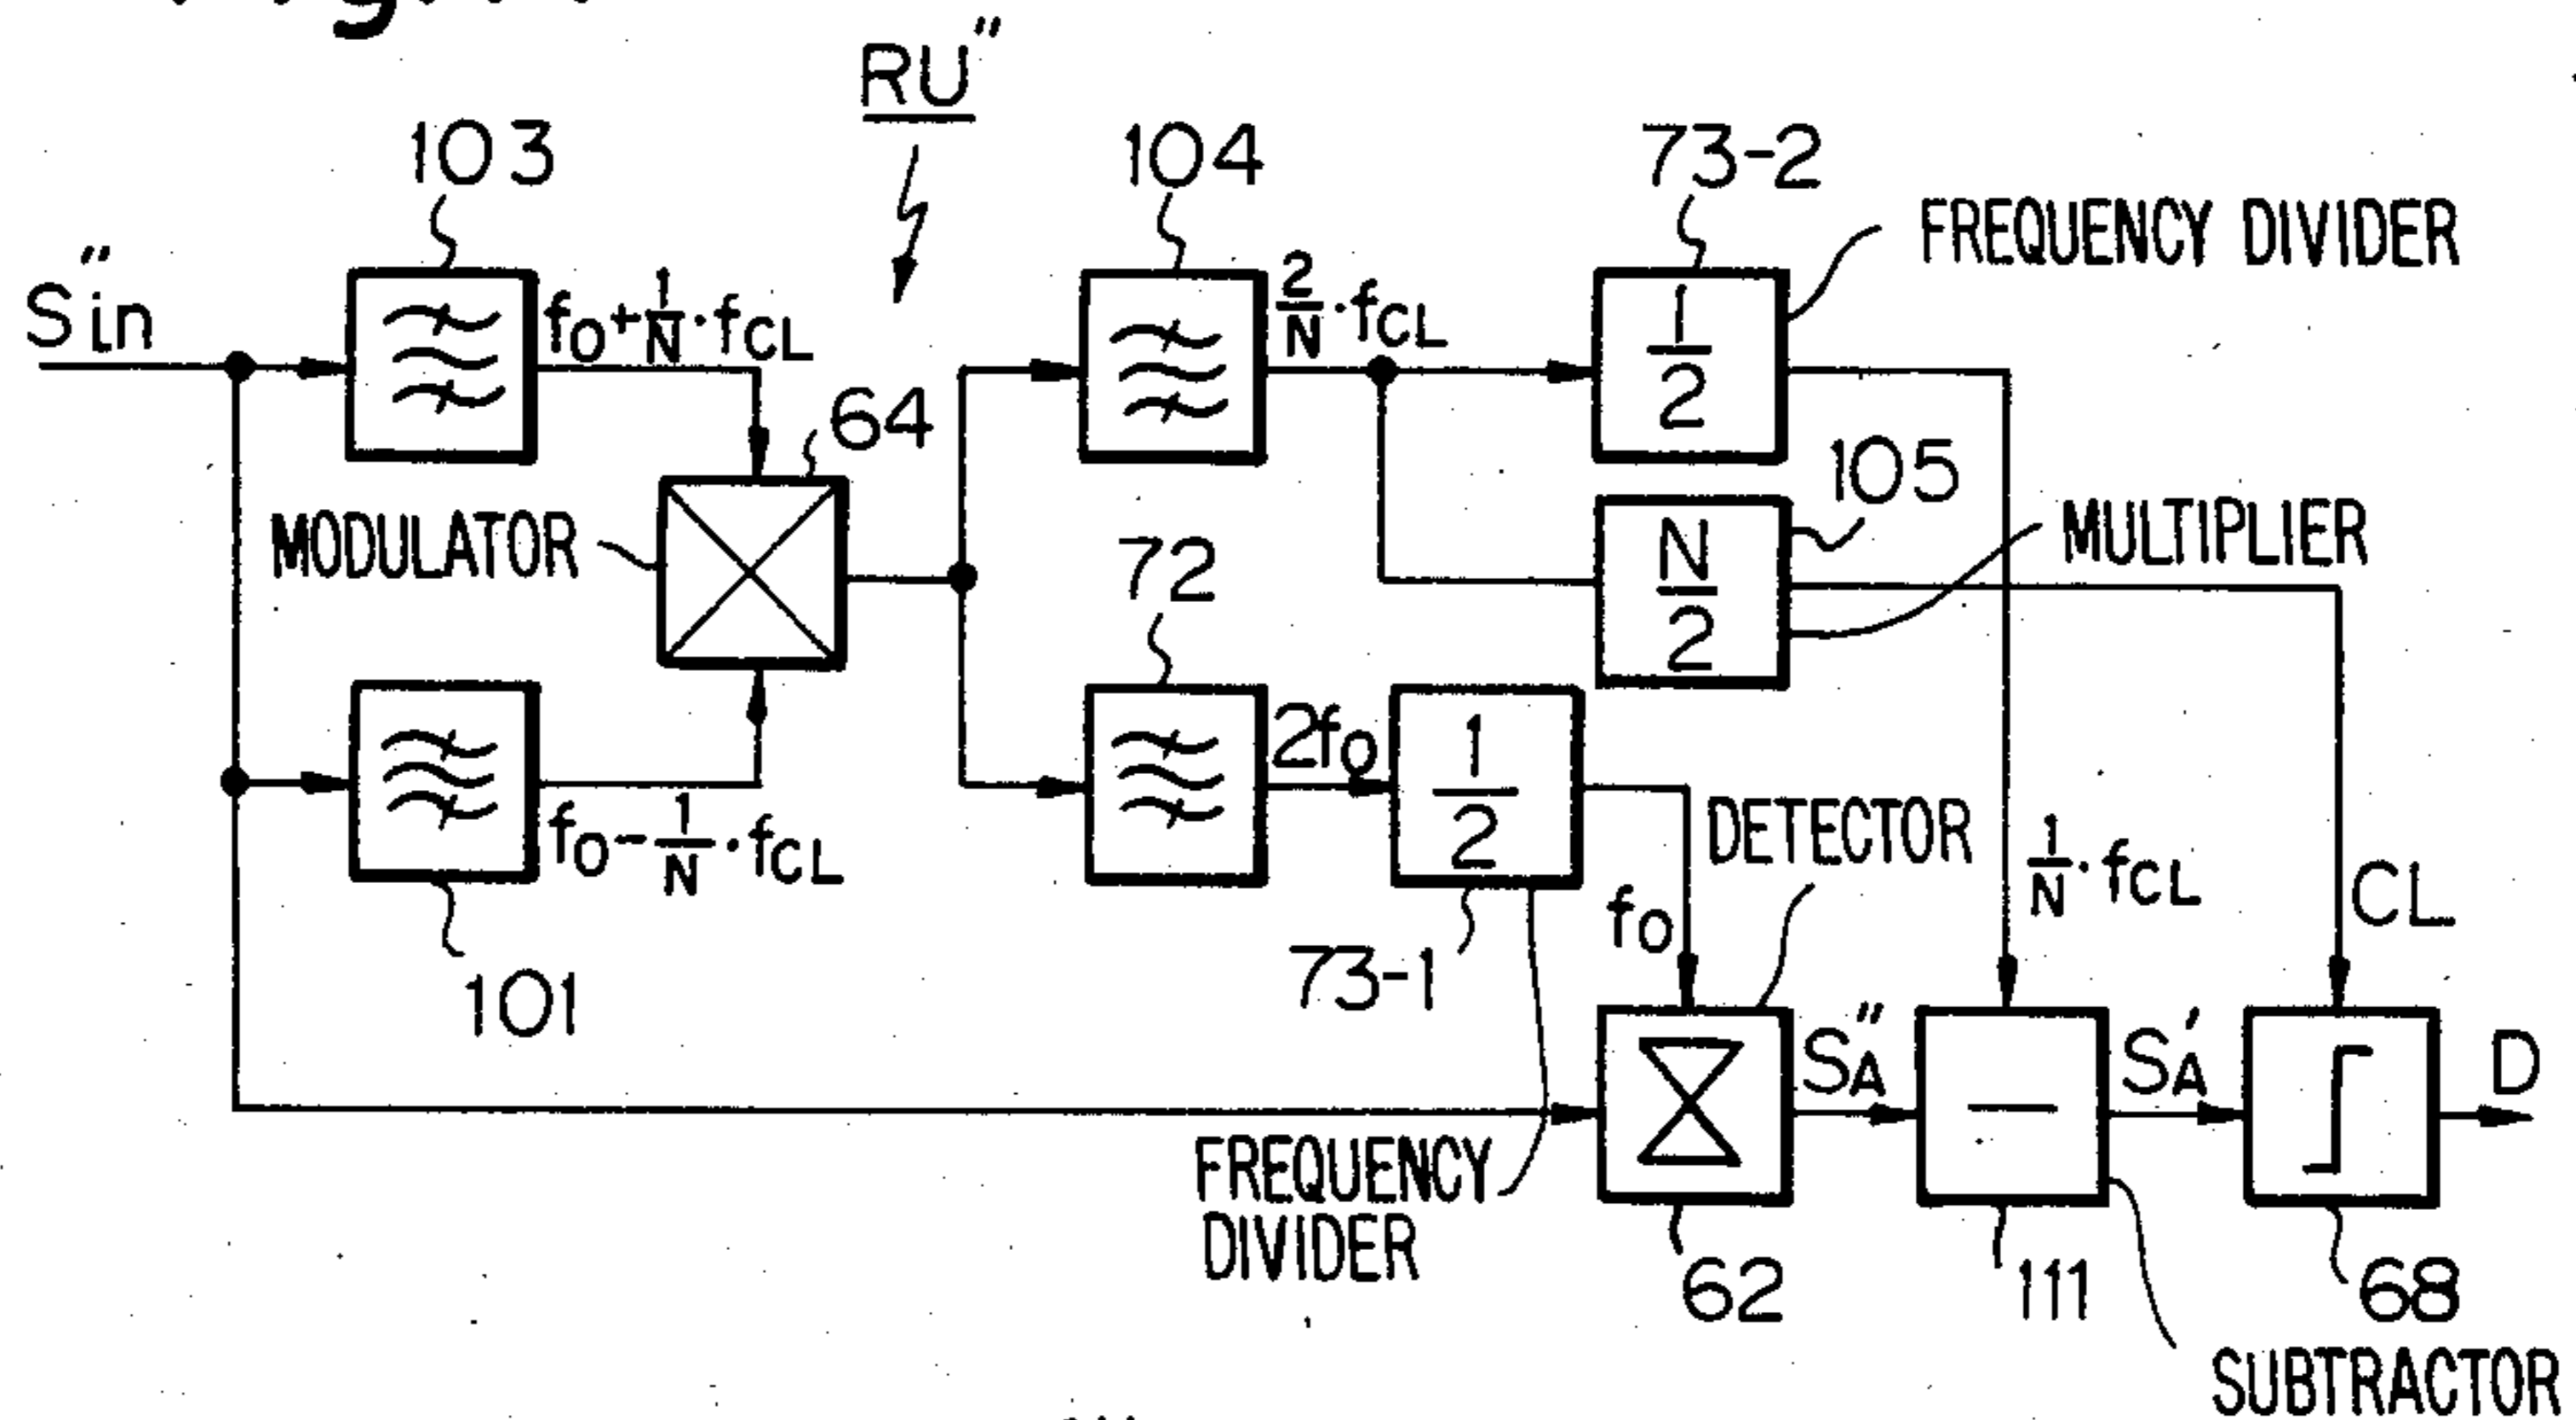 RU"
103
104
73-2
FREQUENCY DIVIDER
S"in
f0+1/N·fCL
2/N·fCL
1/2
64
105
MODULATOR
72
N/2
MULTIPLIER
2f0
1/2
DETECTOR
f0-1/N·fCL
f0
1/N·fCL
CL
101
73-1
S"A
S'A
D
FREQUENCY
DIVIDER
62
111
68
SUBTRACTOR